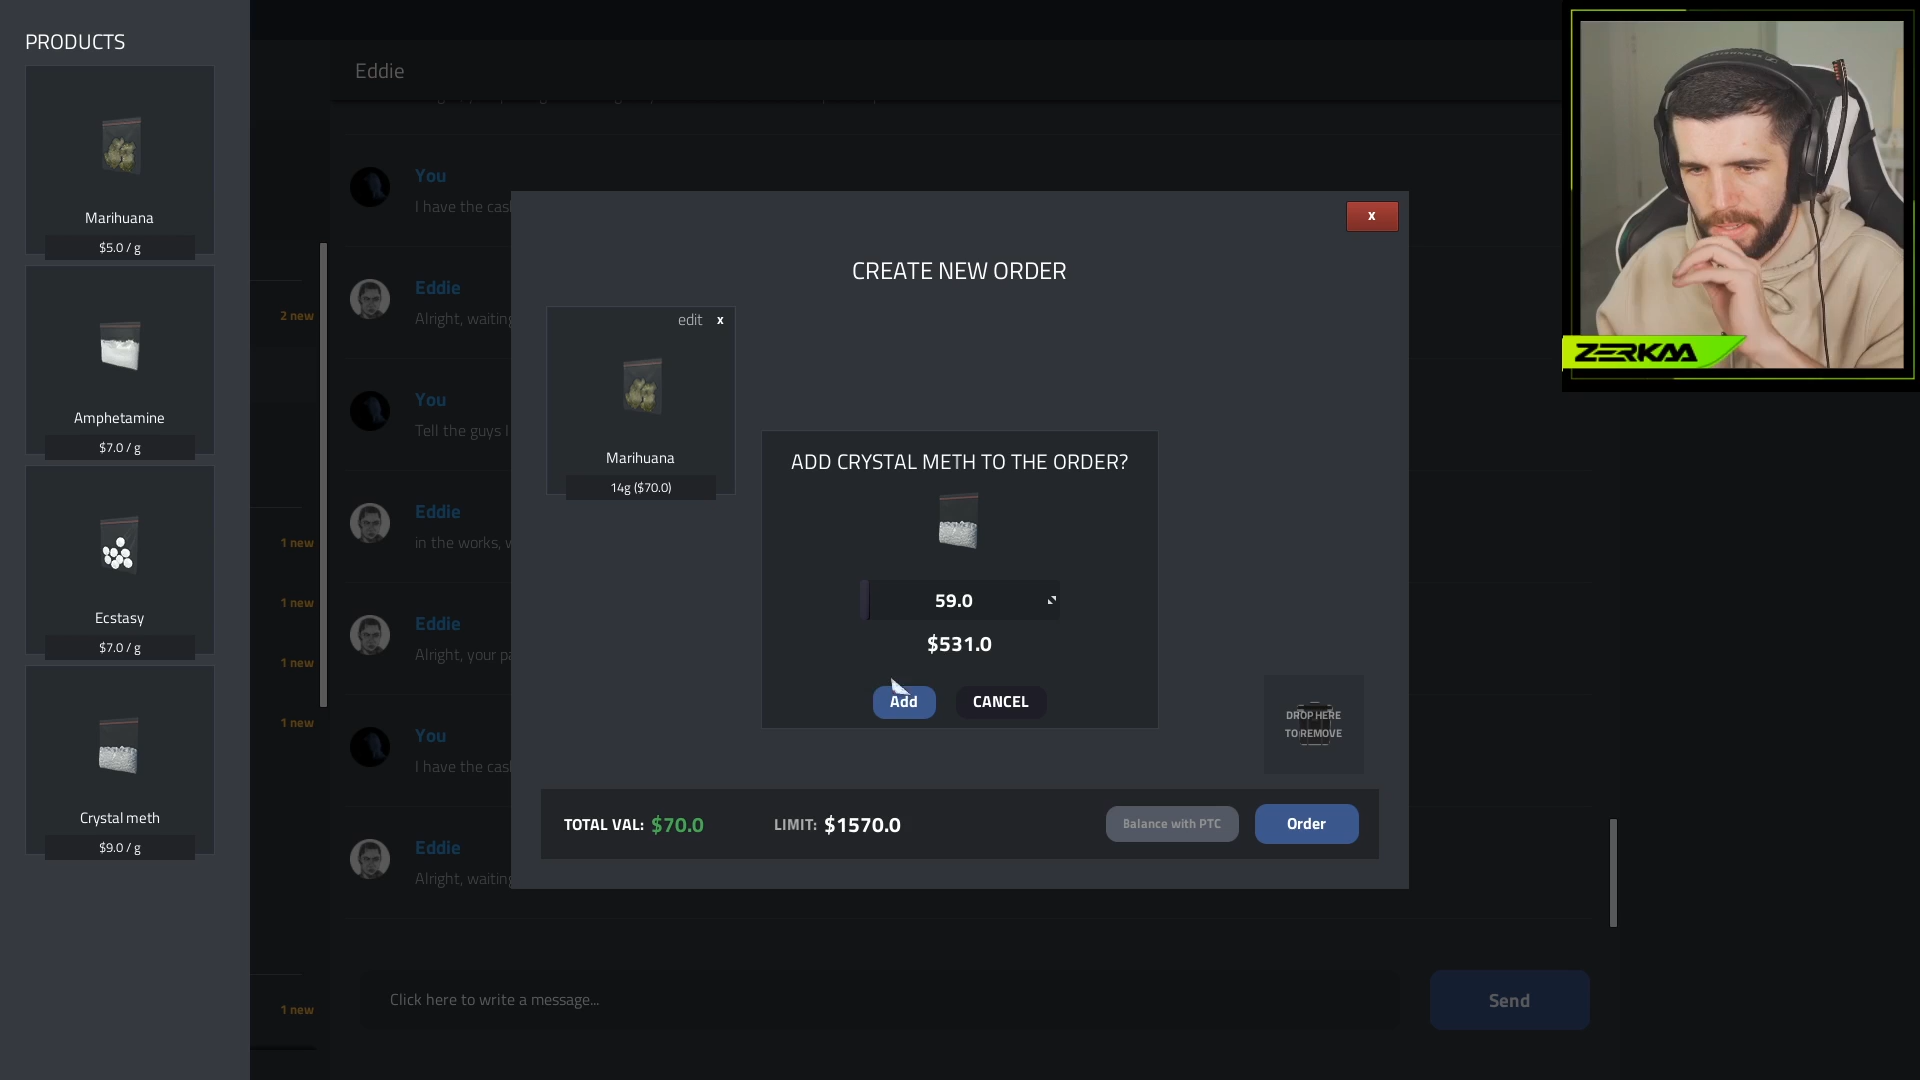 PRODUCTS
Marihuana
$5.0 / g
Amphetamine
$7.0 / g
Ecstasy
$7.0 / g
Crystal meth
$9.0 / g
2 new
1 new
1 new
1 new
1 new
1 new
Eddie
You
I have the cas
Eddie
Alright, waiting
You
Tell the guys I
Eddie
in the works, w
Eddie
Alright, your pa
You
I have the cas
Eddie
Alright, waiting
Click here to write a message...
Send
x
CREATE NEW ORDER
edit x
Marihuana
14g ($70.0)
ADD CRYSTAL METH TO THE ORDER?
59.0
$531.0
Add CANCEL
DROP HERE
TO REMOVE
TOTAL VAL: $70.0 LIMIT: $1570.0 Balance with PTC Order
ZERKAA